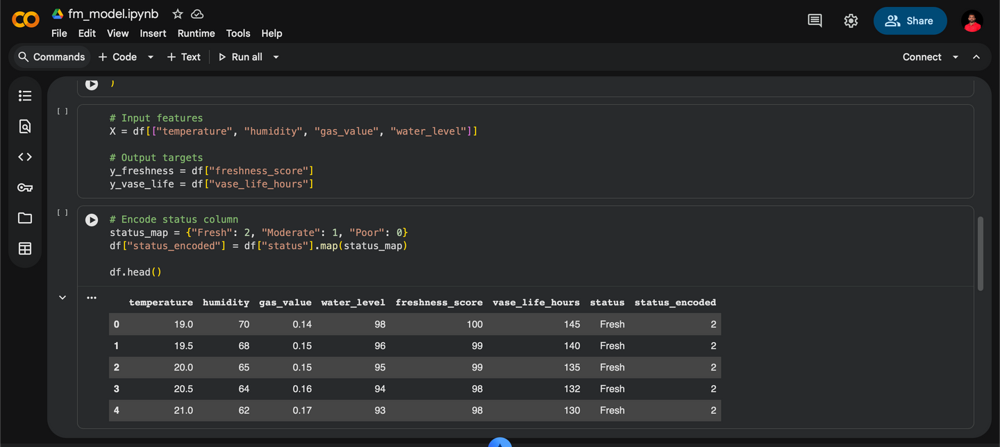 fm_model.ipynb
File Edit View Insert Runtime Tools Help
Share
Commands + Code + Text Run all
Connect
)
[ ]
# Input features
X = df[["temperature", "humidity", "gas_value", "water_level"]]
# Output targets
y_freshness = df["freshness_score"]
y_vase_life = df["vase_life_hours"]
[ ]
# Encode status column
status_map = {"Fresh": 2, "Moderate": 1, "Poor": 0}
df["status_encoded"] = df["status"].map(status_map)
df.head()
...
temperature humidity gas_value water_level freshness_score vase_life_hours status status_encoded
0 19.0 70 0.14 98 100 145 Fresh 2
1 19.5 68 0.15 96 99 140 Fresh 2
2 20.0 65 0.15 95 99 135 Fresh 2
3 20.5 64 0.16 94 98 132 Fresh 2
4 21.0 62 0.17 93 98 130 Fresh 2